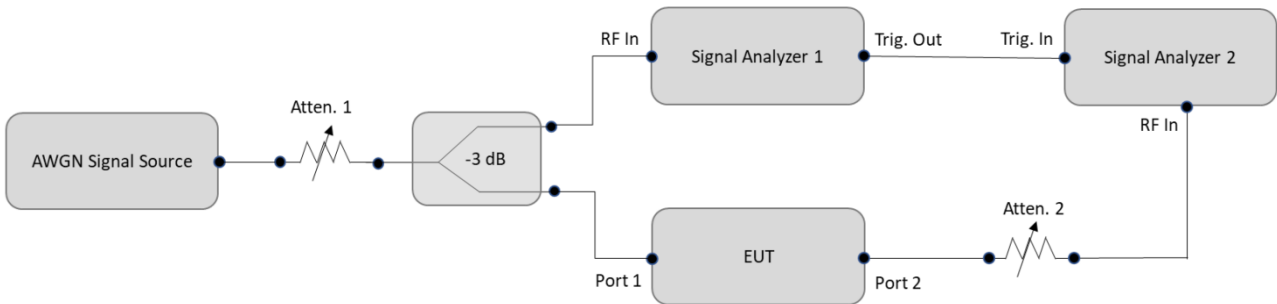 RF In
Signal Analyzer 1
Trig. Out
Trig. In
Signal Analyzer 2
Atten. 1
RF In
AWGN Signal Source
-3 dB
Atten. 2
EUT
Port 1
Port 2